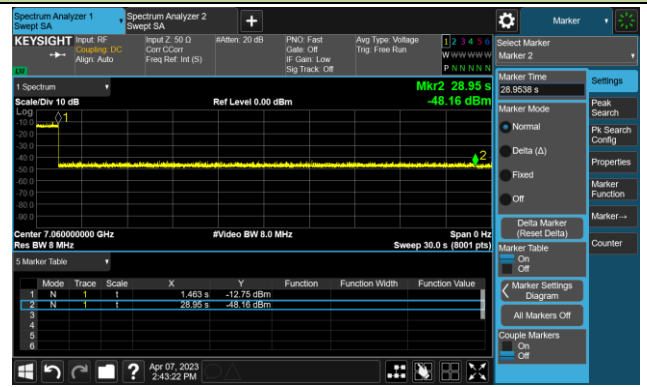 Spectrum Analyzer 1
Swept SA
Spectrum Analyzer 2
Swept SA
Marker
KEYSIGHT
Input: RF
Coupling: DC
Align: Auto
Input Z: 50 Ω
Corr CCorr
Freq Ref: Int (S)
#Atten: 20 dB
PNO: Fast
Gate: Off
IF Gain: Low
Sig Track: Off
Avg Type: Voltage
Trig: Free Run
1 2 3 4 5 6
W W W W W W
P N N N N N
LXI
1 Spectrum
Scale/Div 10 dB
Ref Level 0.00 dBm
Mkr2 28.95 s
-48.16 dBm
Log
-10.0
-20.0
-30.0
-40.0
-50.0
-60.0
-70.0
-80.0
-90.0
1
2
Center 7.060000000 GHz
Res BW 8 MHz
#Video BW 8.0 MHz
Span 0 Hz
Sweep 30.0 s (8001 pts)
5 Marker Table
Mode Trace Scale X Y Function Function Width Function Value
1 N 1 t 1.463 s -12.75 dBm
2 N 1 t 28.95 s -48.16 dBm
3
4
5
6
Apr 07, 2023
2:43:22 PM
Select Marker
Marker 2
Marker Time
28.9538 s
Marker Mode
Normal
Delta (Δ)
Fixed
Off
Delta Marker
(Reset Delta)
Marker Table
On
Off
Marker Settings
Diagram
All Markers Off
Couple Markers
On
Off
Settings
Peak
Search
Pk Search
Config
Properties
Marker
Function
Marker→
Counter